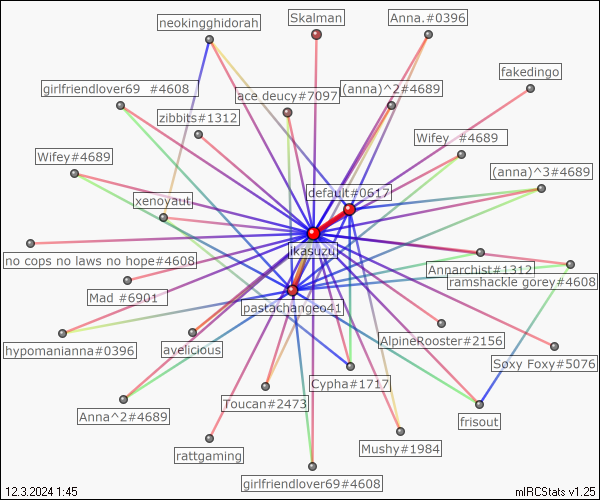 neokingghidorah
Skalman
Anna.#0396
fakedingo
girlfriendlover69 #4608
ace deucy#7097
(anna)^2#4689
zibbits#1312
Wifey #4689
Wifey#4689
(anna)^3#4689
default#0617
xenoyaut
ikasuzu
no cops no laws no hope#4608
Annarchist#1312
Mad #6901
ramshackle gorey#4608
pastachangeo41
AlpineRooster#2156
hypomanianna#0396
avelicious
Soxy Foxy#5076
Cypha#1717
Toucan#2473
Anna^2#4689
frisout
Mushy#1984
rattgaming
girlfriendlover69#4608
12.3.2024 1:45
mIRCStats v1.25